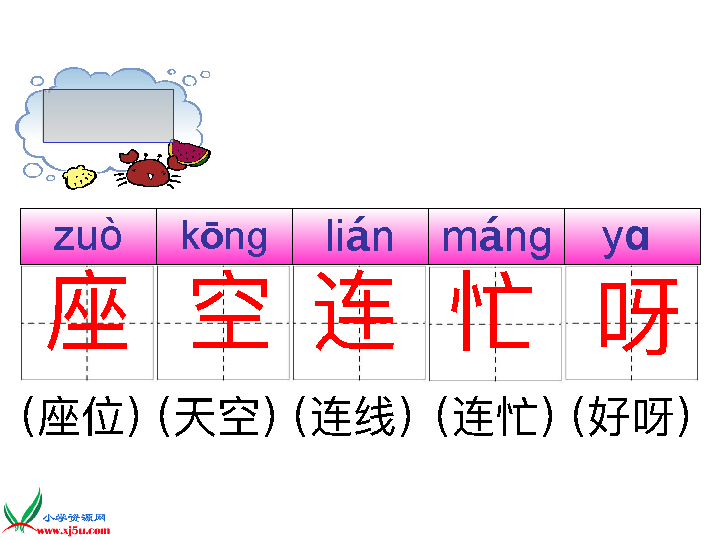 zuò kōng lián máng yɑ
座 空 连 忙 呀
(座位) (天空) (连线) (连忙) (好呀)
小学资源网
www.xj5u.com